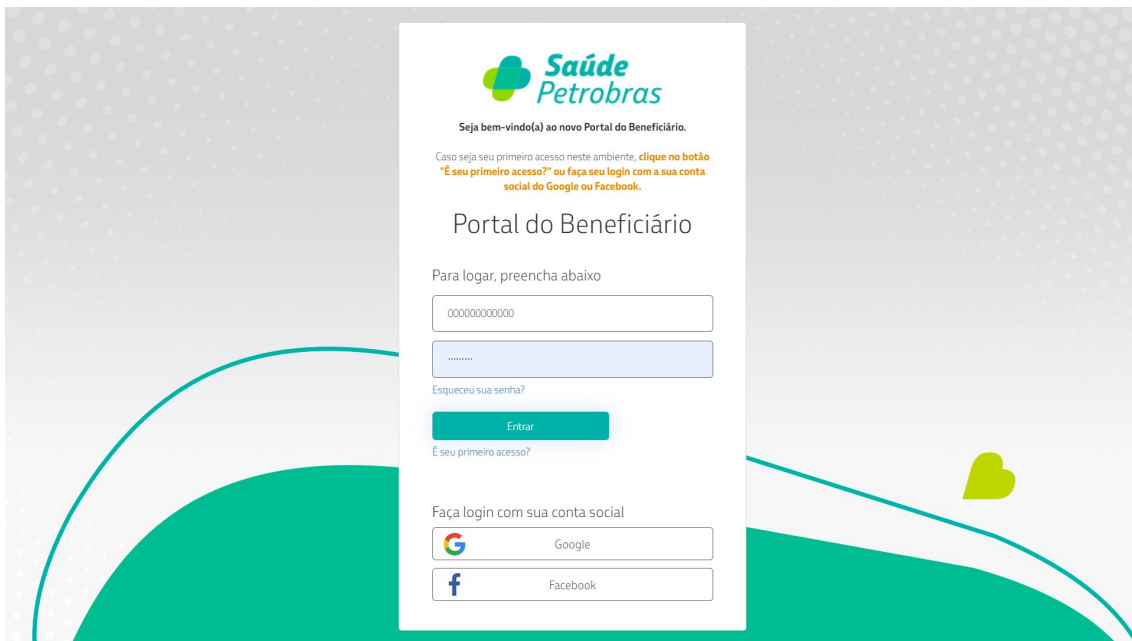 Saúde
Petrobras
Seja bem-vindo(a) ao novo Portal do Beneficiário.
Caso seja seu primeiro acesso neste ambiente, clique no botão
"É seu primeiro acesso?" ou faça seu login com a sua conta
social do Google ou Facebook.
Portal do Beneficiário
Para logar, preencha abaixo
000000000000
.........
Esqueceu sua senha?
Entrar
É seu primeiro acesso?
Faça login com sua conta social
Google
Facebook